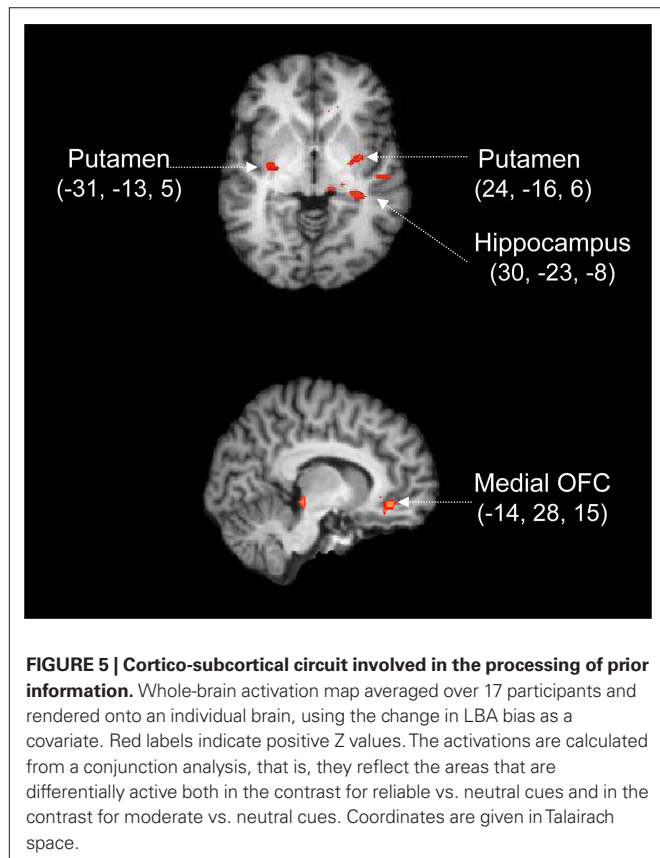 Putamen
(-31, -13, 5)
Putamen
(24, -16, 6)
Hippocampus
(30, -23, -8)
Medial OFC
(-14, 28, 15)
FIGURE 5 | Cortico-subcortical circuit involved in the processing of prior
information. Whole-brain activation map averaged over 17 participants and
rendered onto an individual brain, using the change in LBA bias as a
covariate. Red labels indicate positive Z values. The activations are calculated
from a conjunction analysis, that is, they reflect the areas that are
differentially active both in the contrast for reliable vs. neutral cues and in the
contrast for moderate vs. neutral cues. Coordinates are given in Talairach
space.